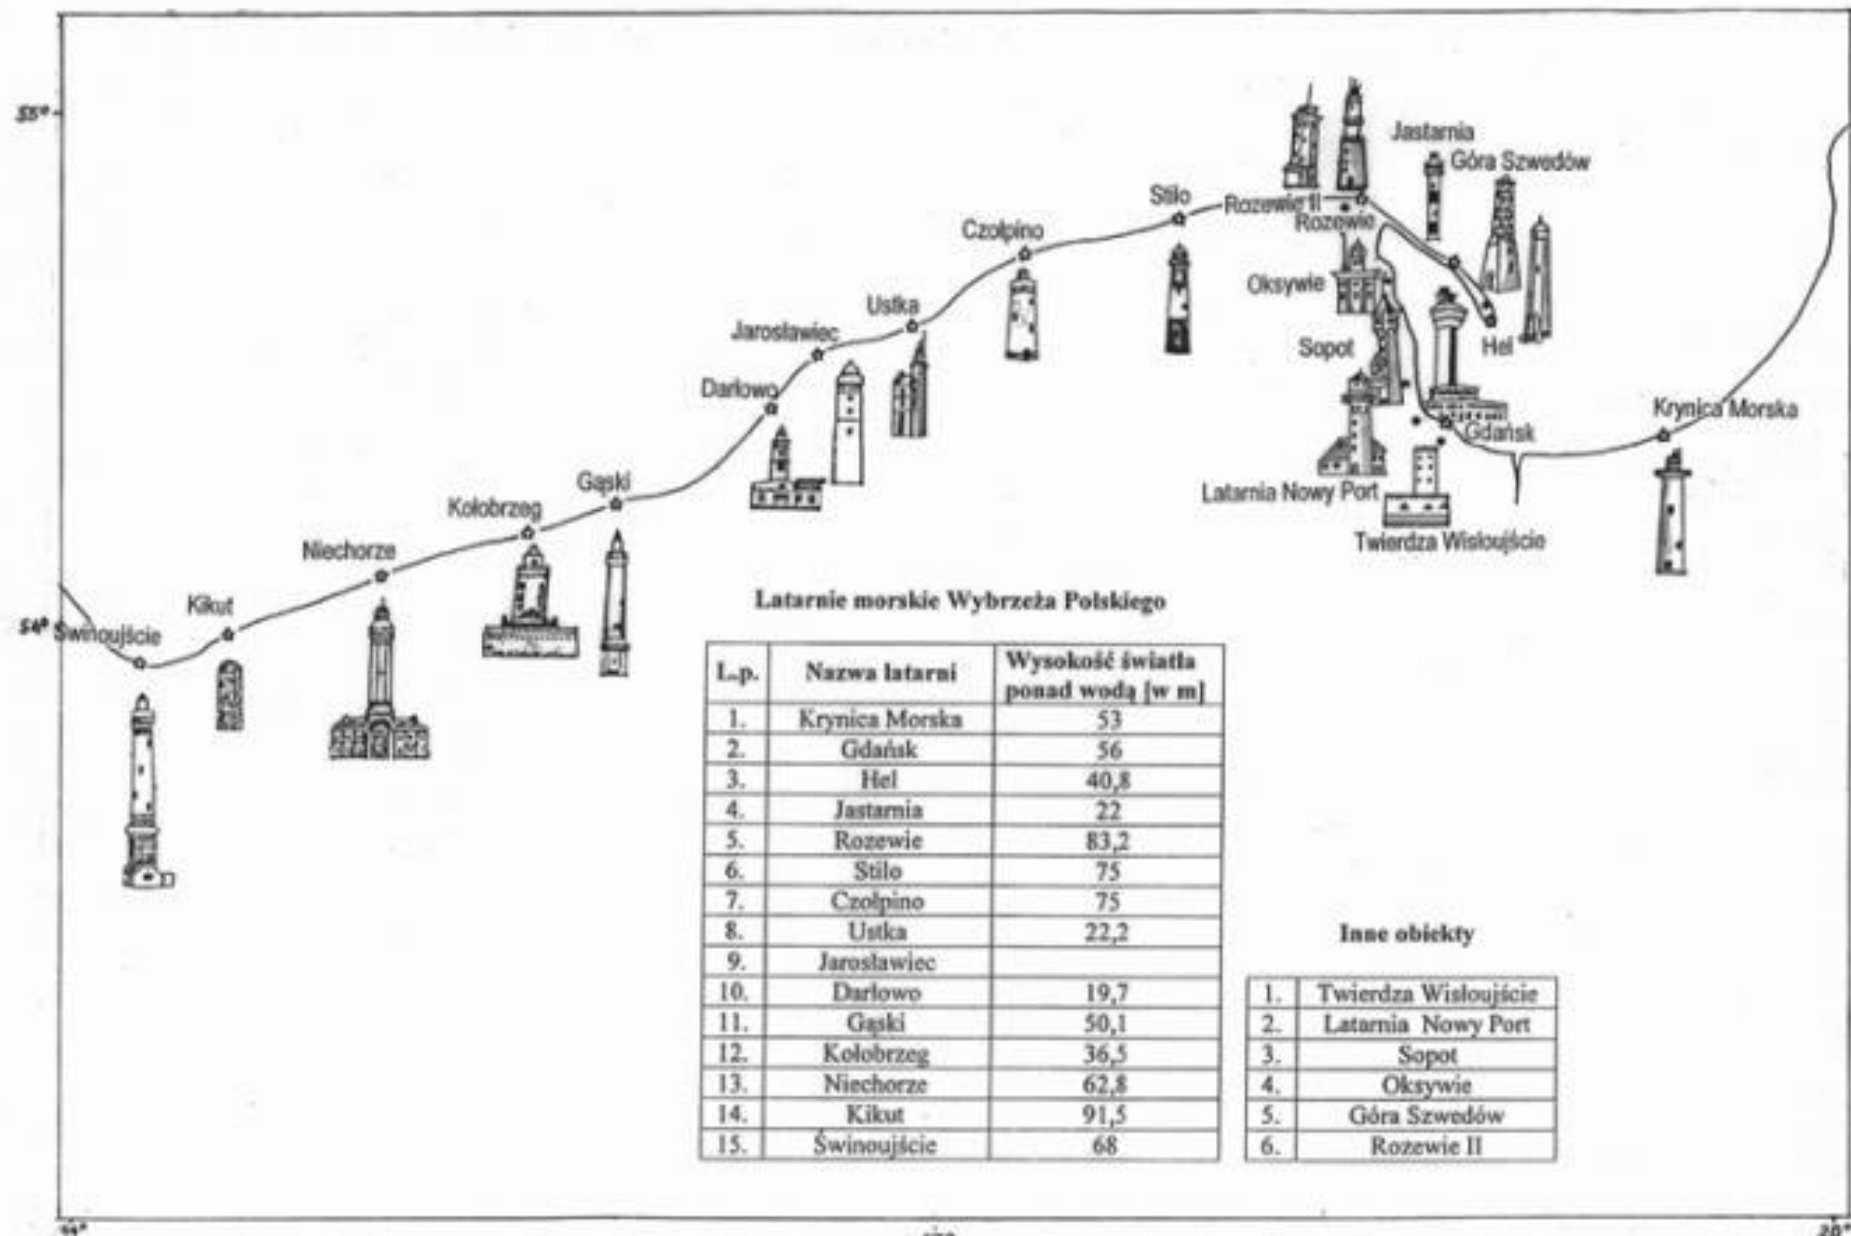 55°
Jastarnia
Góra Szwedów
Stilo
Rozewie II
Rozewie
Czołpino
Oksywie
Ustka
Jarosławiec
Sopot
Hel
Darłowo
Krynica Morska
Gdańsk
Gąski
Latarnia Nowy Port
Kołobrzeg
Twierdza Wisłoujście
Niechorze
Kikut
54°
Świnoujście
Latarnie morskie Wybrzeża Polskiego
L.p. Nazwa latarni Wysokość światła ponad wodą [w m]
1. Krynica Morska 53
2. Gdańsk 56
3. Hel 40,8
4. Jastarnia 22
5. Rozewie 83,2
6. Stilo 75
7. Czołpino 75
8. Ustka 22,2
9. Jarosławiec
10. Darłowo 19,7
11. Gąski 50,1
12. Kołobrzeg 36,5
13. Niechorze 62,8
14. Kikut 91,5
15. Świnoujście 68
Inne obiekty
1. Twierdza Wisłoujście
2. Latarnia Nowy Port
3. Sopot
4. Oksywie
5. Góra Szwedów
6. Rozewie II